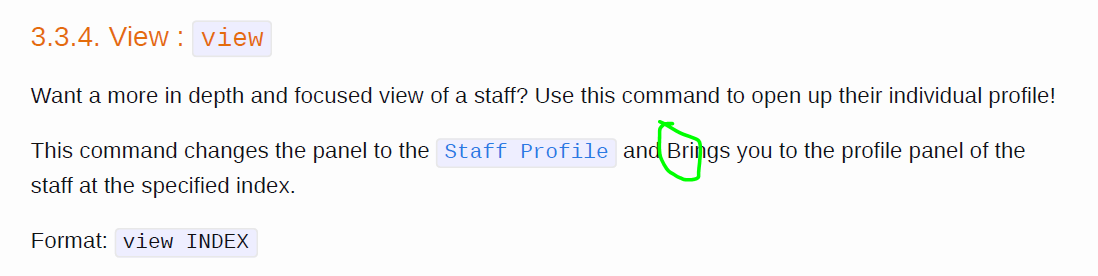 3.3.4. View : view
Want a more in depth and focused view of a staff? Use this command to open up their individual profile!
This command changes the panel to the Staff Profile and Brings you to the profile panel of the
staff at the specified index.
Format: view INDEX